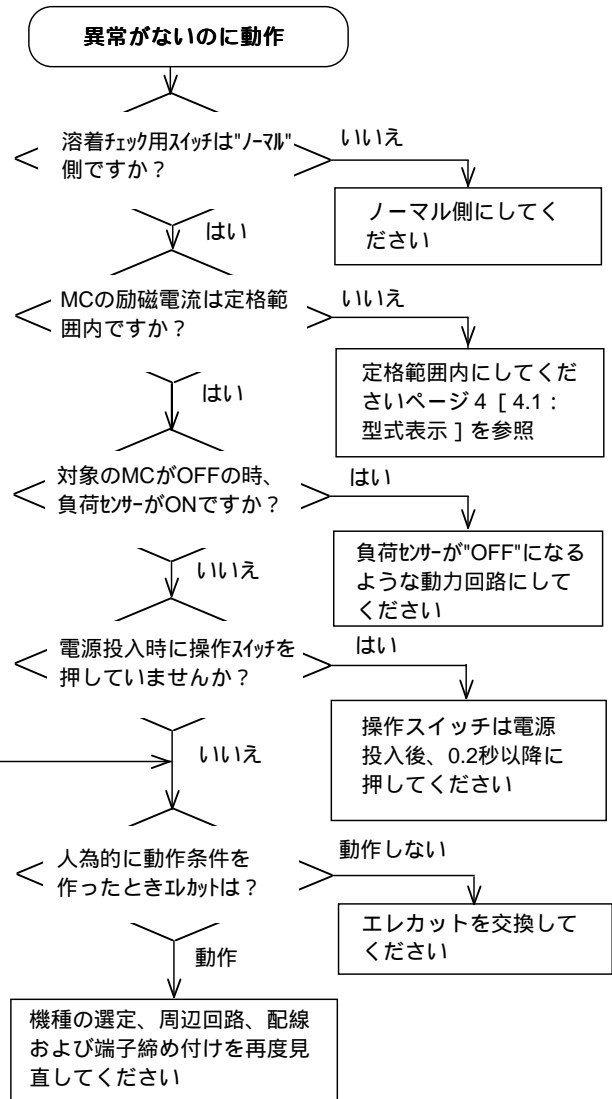 異常がないのに動作
溶着ﾁｪｯｸ用ｽｲｯﾁは"ﾉｰﾏﾙ"
側ですか？
いいえ
ノーマル側にしてく
ださい
はい
MCの励磁電流は定格範
囲内ですか？
いいえ
定格範囲内にしてくだ
さいページ４［4.1：
型式表示］を参照
はい
対象のMCがOFFの時、
負荷ｾﾝｻｰがONですか？
はい
負荷ｾﾝｻｰが"OFF"になる
ような動力回路にして
ください
いいえ
電源投入時に操作ｽｲｯﾁを
押していませんか？
はい
操作スイッチは電源
投入後、0.2秒以降に
押してください
いいえ
人為的に動作条件を
作ったときｴﾚｶｯﾄは？
動作しない
エレカットを交換して
ください
動作
機種の選定、周辺回路、配線
および端子締め付けを再度見
直してください